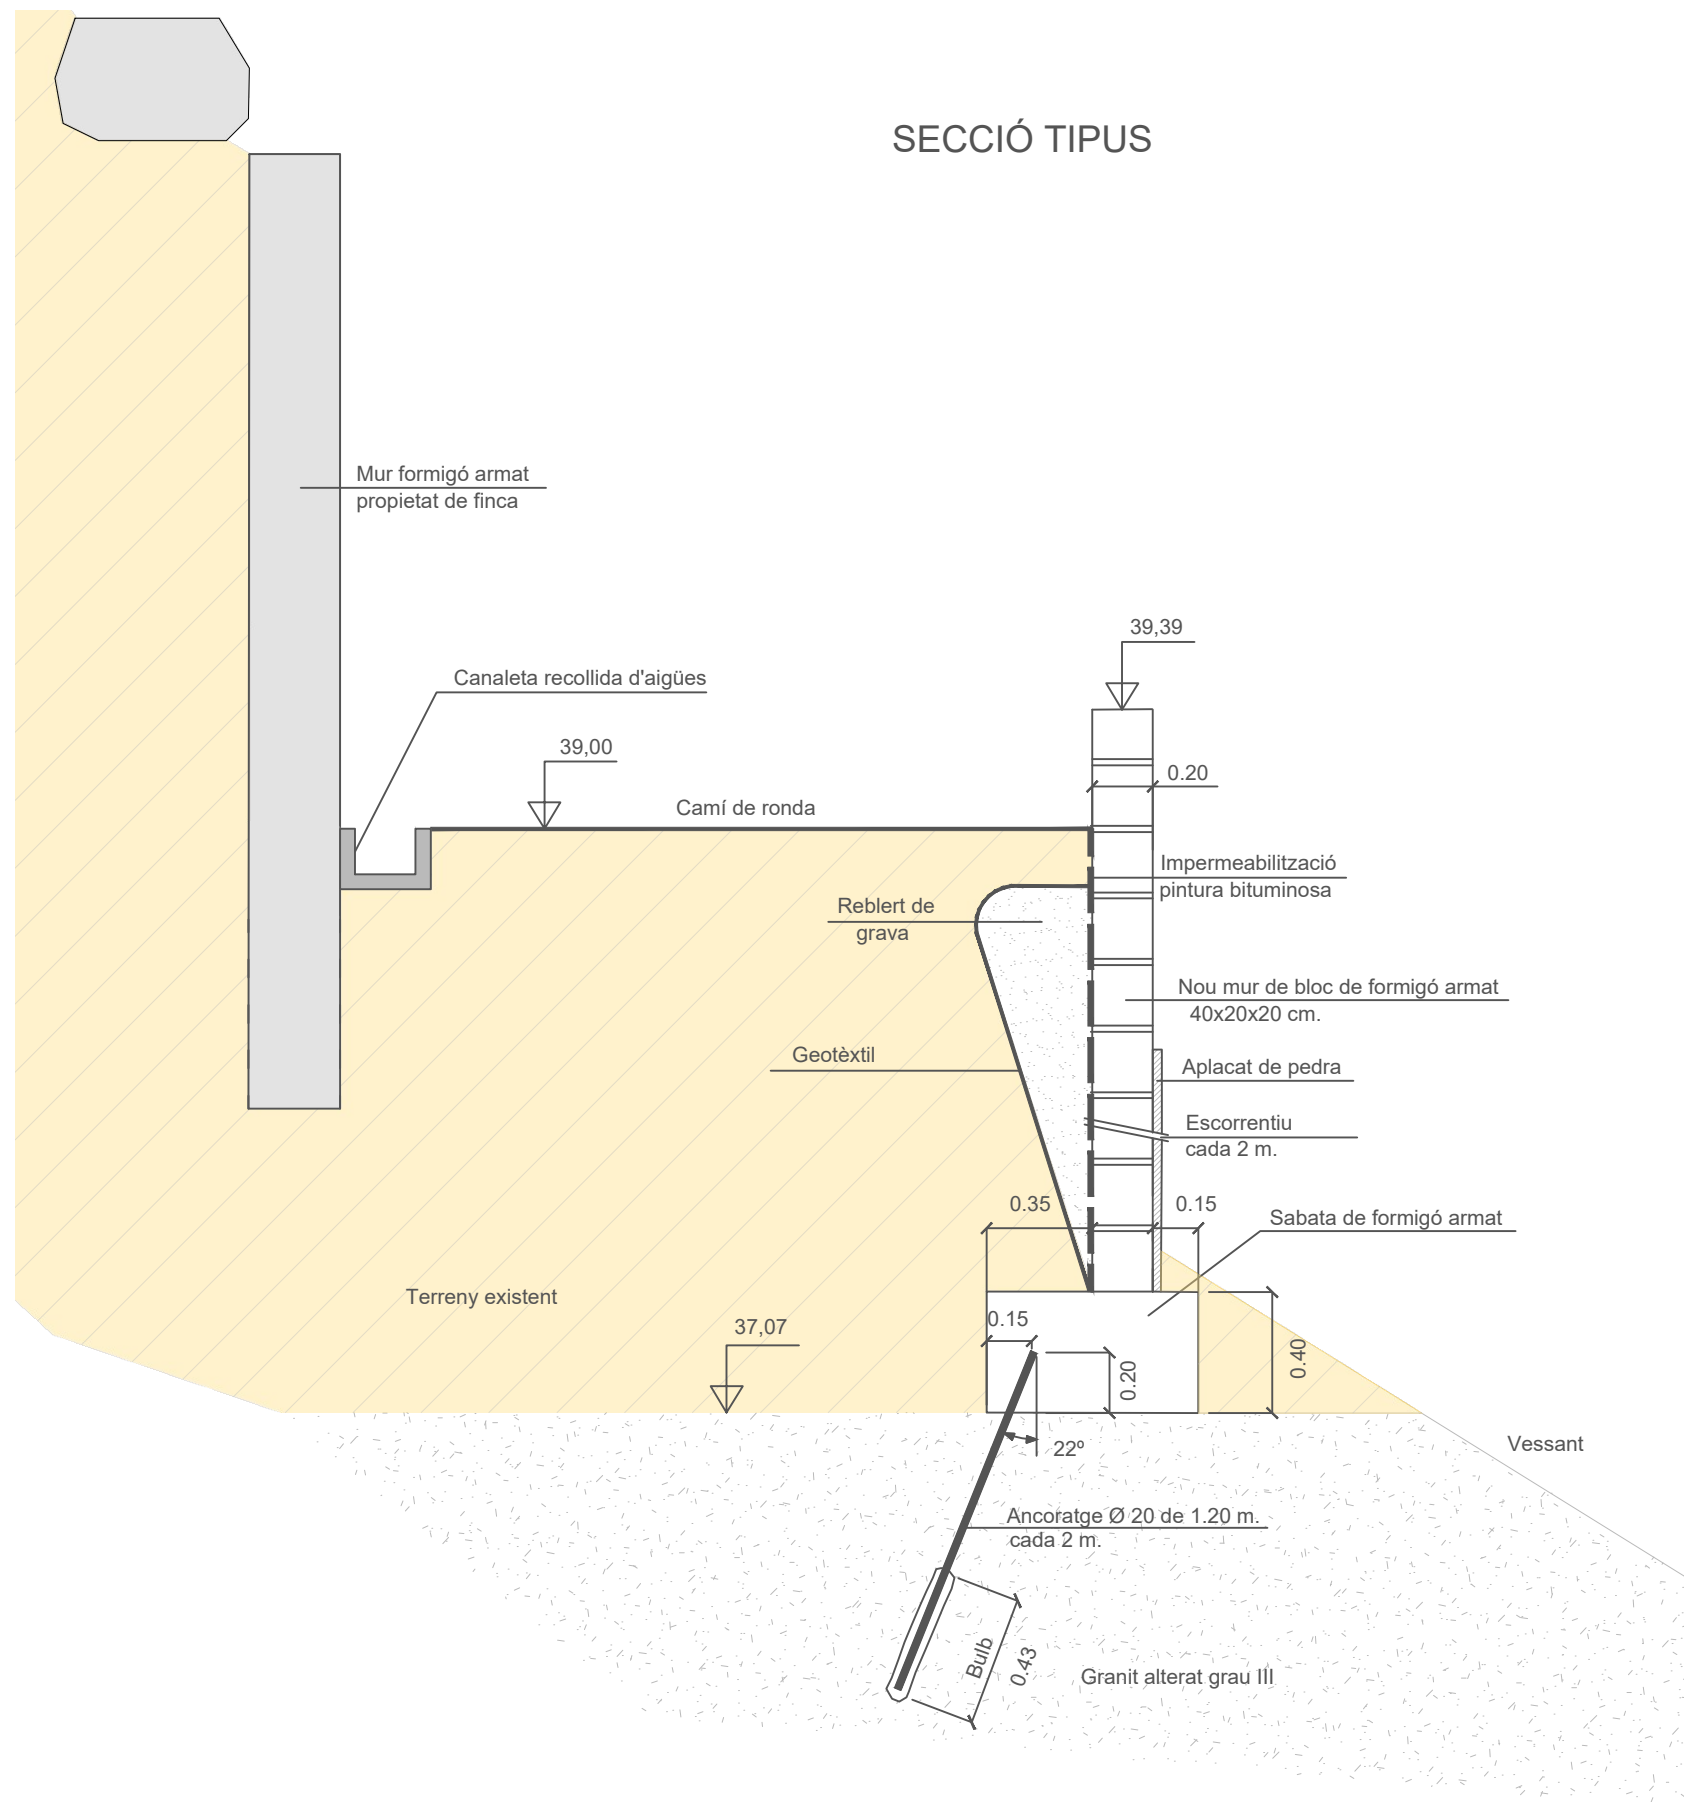 SECCIÓ TIPUS
Mur formigó armat
propietat de finca
39,39
Canaleta recollida d'aigües
39,00
0.20
Camí de ronda
Impermeabilització
pintura bituminosa
Reblert de
grava
Nou mur de bloc de formigó armat
40x20x20 cm.
Geotèxtil
Aplacat de pedra
Escorrentiu
cada 2 m.
0.35
0.15
Sabata de formigó armat
Terreny existent
37,07
0.15
0.20
0.40
22º
Vessant
Ancoratge Ø 20 de 1.20 m.
cada 2 m.
Bulb
0.43
Granit alterat grau III